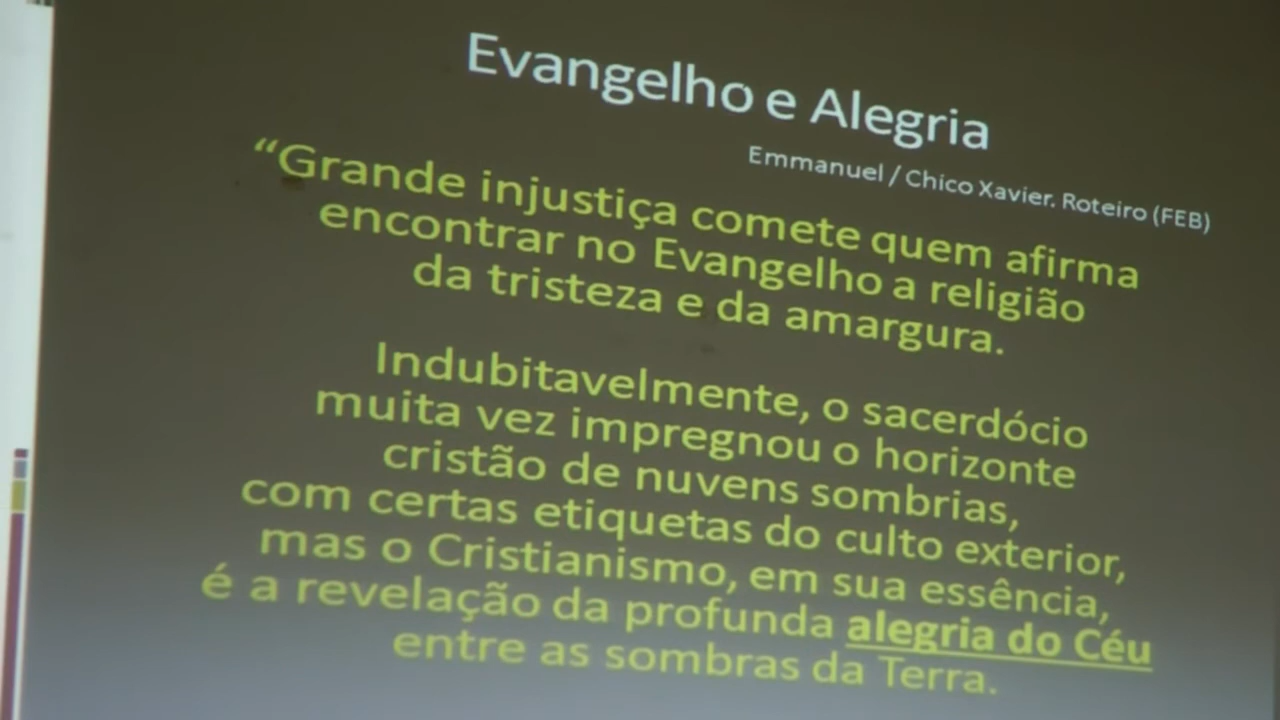 Evangelho e Alegria
Emmanuel / Chico Xavier. Roteiro (FEB)
“Grande injustiça comete quem afirma
encontrar no Evangelho a religião
da tristeza e da amargura.
Indubitavelmente, o sacerdócio
muita vez impregnou o horizonte
cristão de nuvens sombrias,
com certas etiquetas do culto exterior,
mas o Cristianismo, em sua essência,
é a revelação da profunda alegria do Céu
entre as sombras da Terra.